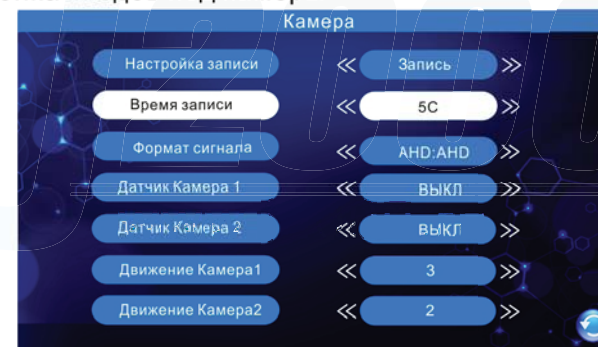 Камера
Настройка записи « Запись »
Время записи « 5С »
Формат сигнала « AHD:AHD »
Датчик Камера 1 « ВЫКЛ »
Датчик Камера 2 « ВЫКЛ »
Движение Камера1 « 3 »
Движение Камера2 « 2 »